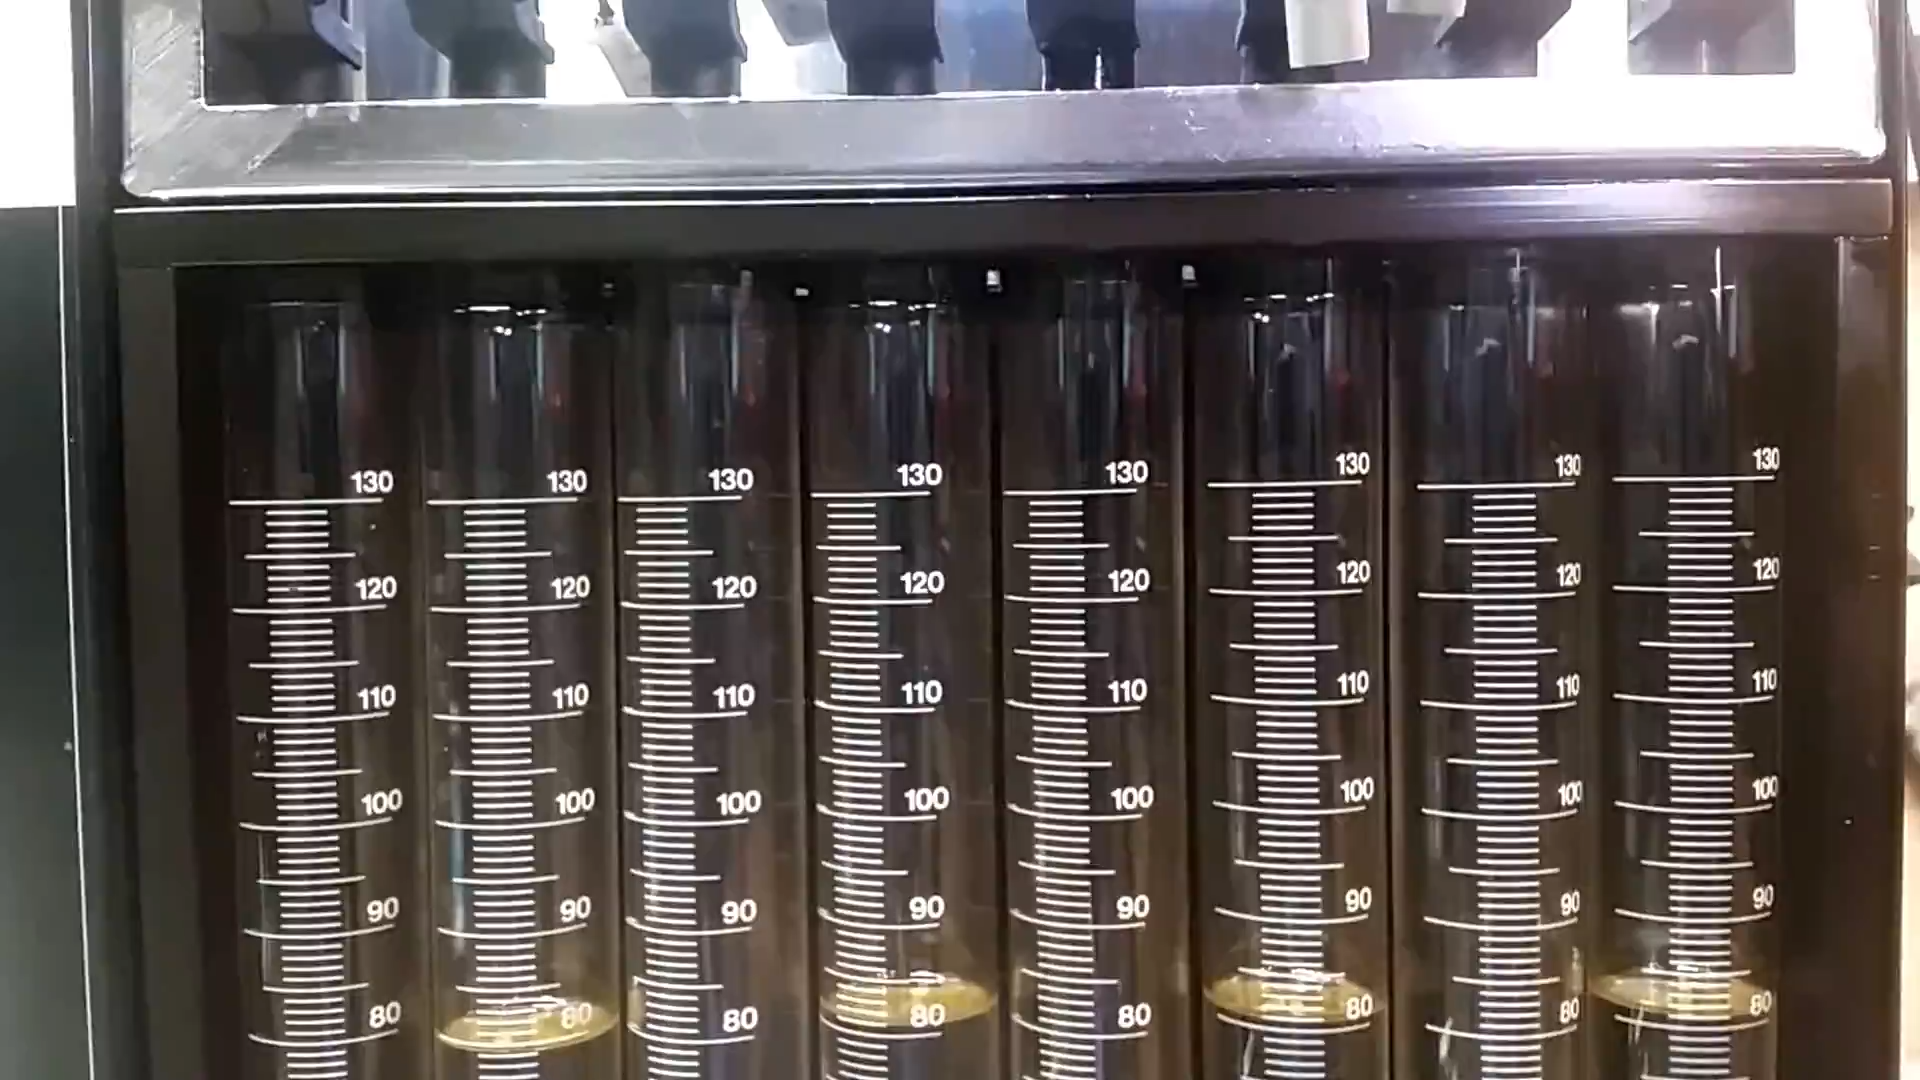 130 130 130 130 130 130 130 130
120 120 120 120 120 120 120 120
110 110 110 110 110 110 110 110
100 100 100 100 100 100 100 100
90 90 90 90 90 90 90 90
80 80 80 80 80 80 80 80